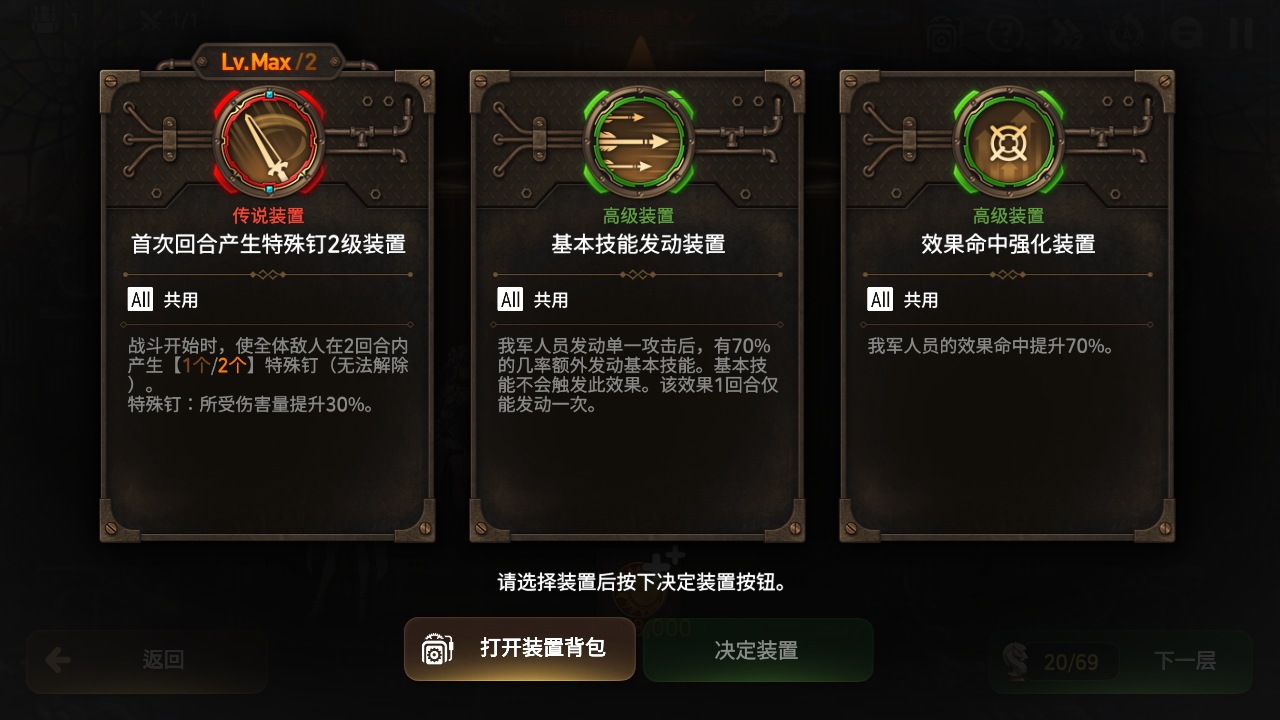 1/1
Lv.Max/2
传说装置
首次回合产生特殊钉2级装置
All 共用
战斗开始时，使全体敌人在2回合内
产生【1个/2个】特殊钉（无法解除
）。
特殊钉：所受伤害量提升30%。
高级装置
基本技能发动装置
All 共用
我军人员发动单一攻击后，有70%
的几率额外发动基本技能。基本技
能不会触发此效果。该效果1回合仅
能发动一次。
高级装置
效果命中强化装置
All 共用
我军人员的效果命中提升70%。
请选择装置后按下决定装置按钮。
返回
打开装置背包
决定装置
20/69
下一层